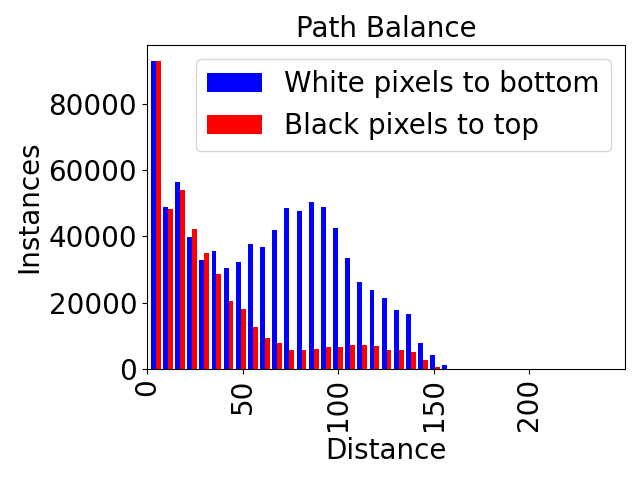 Path Balance
White pixels to bottom
Black pixels to top
Instances
80000
60000
40000
20000
0
0
50
100
150
200
Distance